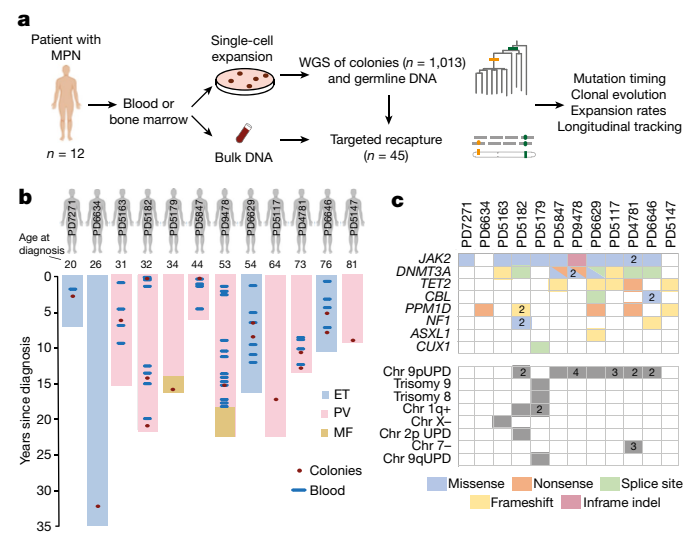 a
Patient with
MPN
n = 12
Blood or
bone marrow
Single-cell
expansion
Bulk DNA
WGS of colonies (n = 1,013)
and germline DNA
Targeted recapture
(n = 45)
Mutation timing
Clonal evolution
Expansion rates
Longitudinal tracking
b
PD7271 PD6634 PD5163 PD5182 PD5179 PD5847 PD9478 PD6629 PD5117 PD4781 PD6646 PD5147
Age at
diagnosis
20 26 31 32 34 44 53 54 64 73 76 81
Years since diagnosis
0
5
10
15
20
25
30
35
ET
PV
MF
Colonies
Blood
c
PD7271 PD6634 PD5163 PD5182 PD5179 PD5847 PD9478 PD6629 PD5117 PD4781 PD6646 PD5147
JAK2 2
DNMT3A 2
TET2
CBL 2
PPM1D 2
NF1 2
ASXL1
CUX1
Chr 9pUPD 2 4 3 2 2
Trisomy 9
Trisomy 8
Chr 1q+ 2
Chr X–
Chr 2p UPD
Chr 7– 3
Chr 9qUPD
Missense Nonsense Splice site
Frameshift Inframe indel